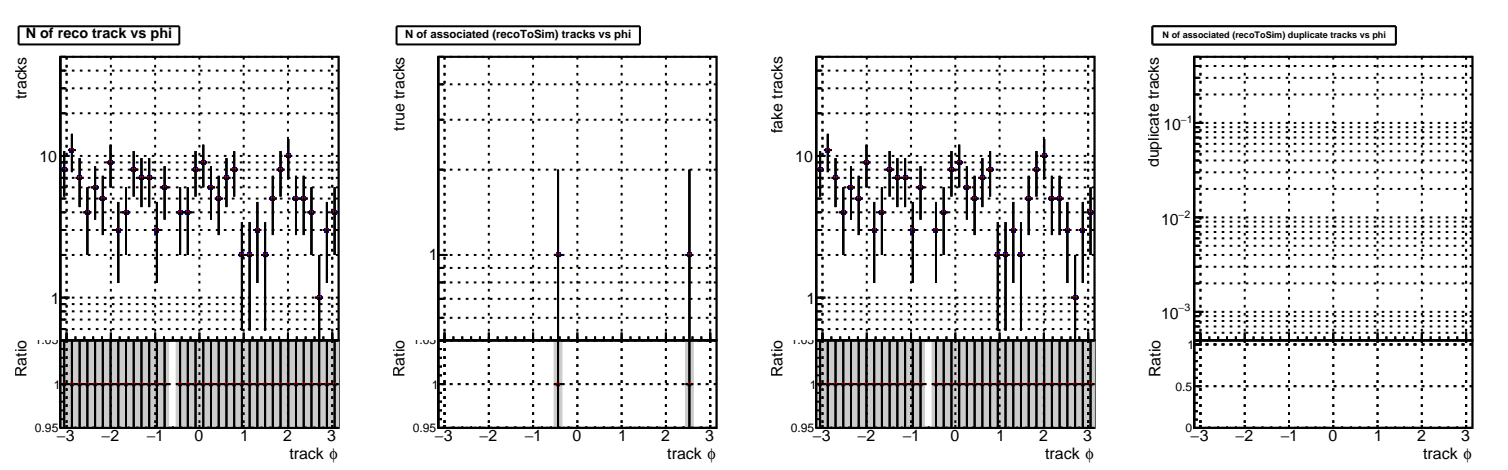 N of reco track vs phi
tracks
10
1
Ratio
1
0.95
−3 −2 −1 0 1 2 3
track ϕ
N of associated (recoToSim) tracks vs phi
true tracks
1
Ratio
1
0.95
−3 −2 −1 0 1 2 3
track ϕ
fake tracks
10
1
Ratio
1
0.95
−3 −2 −1 0 1 2 3
track ϕ
N of associated (recoToSim) duplicate tracks vs phi
duplicate tracks
10−1
10−2
10−3
Ratio
1
0.5
0
−3 −2 −1 0 1 2 3
track ϕ